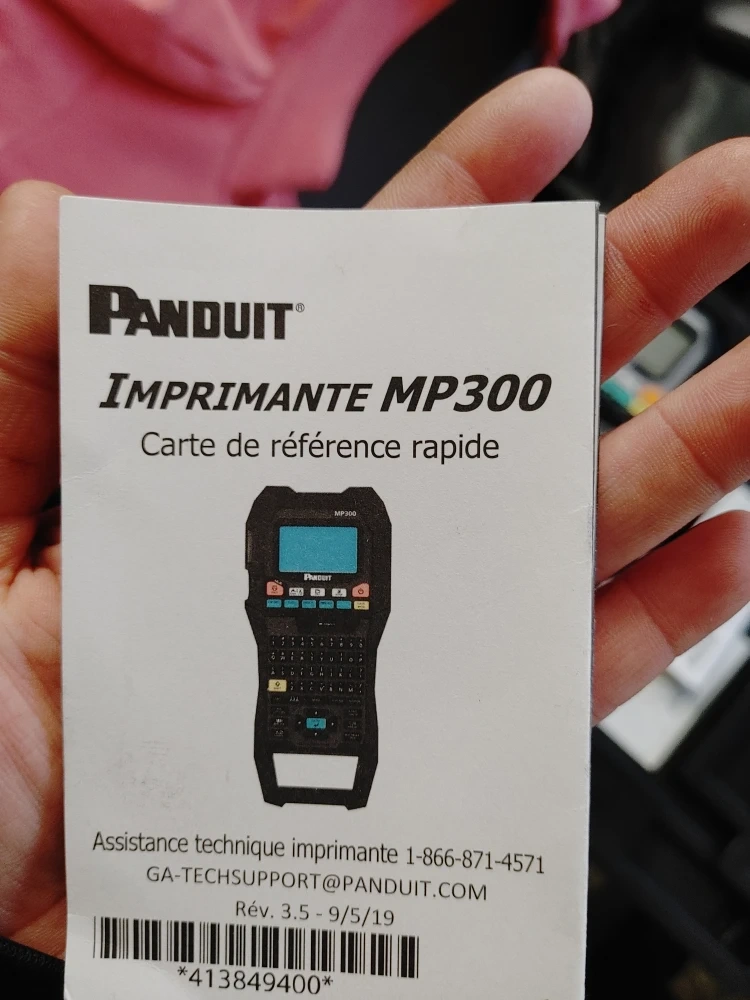 PANDUIT®
IMPRIMANTE MP300
Carte de référence rapide
MP300
PANDUIT
Assistance technique imprimante 1-866-871-4571
GA-TECHSUPPORT@PANDUIT.COM
Rév. 3.5 - 9/5/19
*413849400*